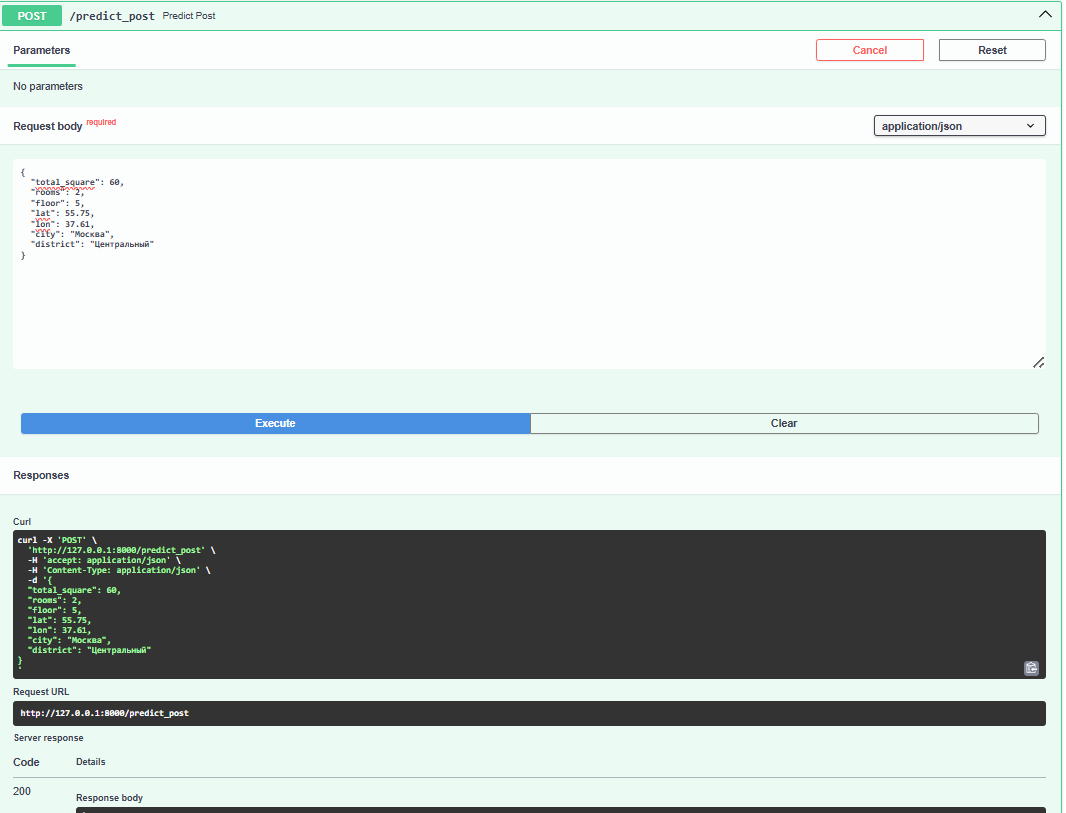 POST /predict_post Predict Post
Parameters
Cancel
Reset
No parameters
Request body required
application/json
{
"total_square": 60,
"rooms": 2,
"floor": 5,
"lat": 55.75,
"lon": 37.61,
"city": "Москва",
"district": "Центральный"
}
Execute
Clear
Responses
Curl
curl -X 'POST' \
'http://127.0.0.1:8000/predict_post' \
-H 'accept: application/json' \
-H 'Content-Type: application/json' \
-d '{
"total_square": 60,
"rooms": 2,
"floor": 5,
"lat": 55.75,
"lon": 37.61,
"city": "Москва",
"district": "Центральный"
}
'
Request URL
http://127.0.0.1:8000/predict_post
Server response
Code Details
200
Response body